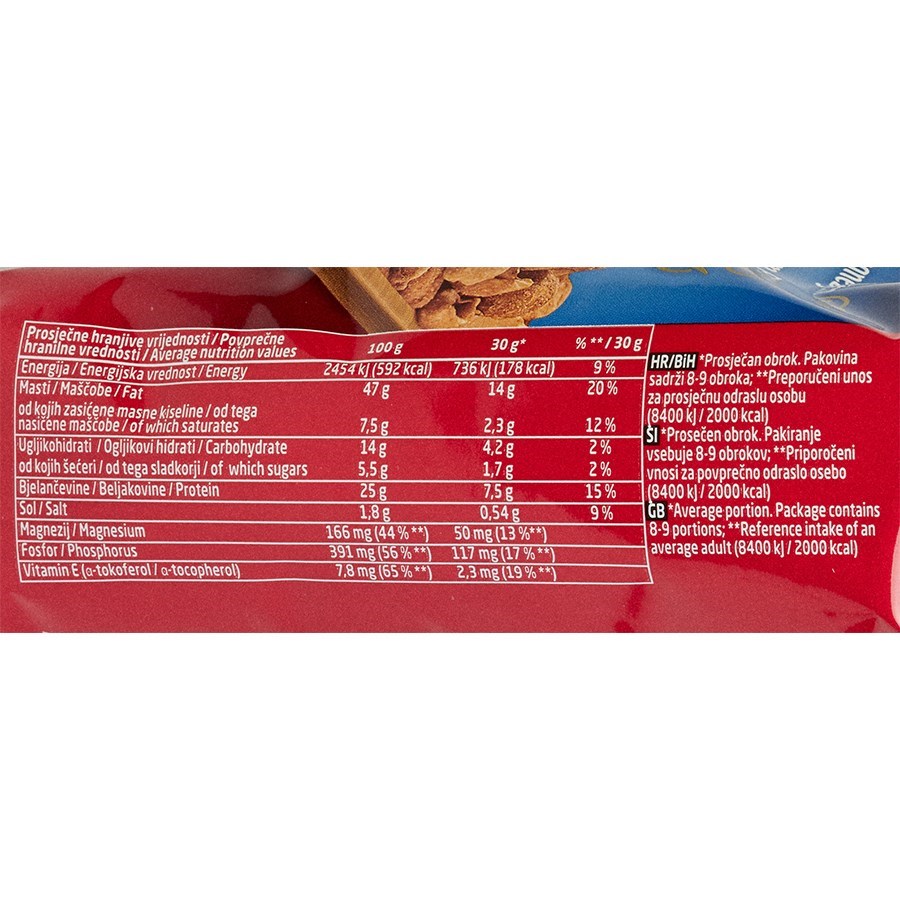 Prosječne hranjive vrijednosti / Povprečne
hranilne vrednosti / Average nutrition values 100 g 30 g* % **/ 30 g
Energija / Energijska vrednost / Energy 2454 kJ (592 kcal) 736 kJ (178 kcal) 9 %
Masti / Maščobe / Fat 47 g 14 g 20 %
od kojih zasićene masne kiseline / od tega
nasičene maščobe / of which saturates 7,5 g 2,3 g 12 %
Ugljikohidrati / Ogljikovi hidrati / Carbohydrate 14 g 4,2 g 2 %
od kojih šećeri / od tega sladkorji / of which sugars 5,5 g 1,7 g 2 %
Bjelančevine / Beljakovine / Protein 25 g 7,5 g 15 %
Sol / Salt 1,8 g 0,54 g 9 %
Magnezij / Magnesium 166 mg (44 % **) 50 mg (13 %**)
Fosfor / Phosphorus 391 mg (56 % **) 117 mg (17 % **)
Vitamin E (α-tokoferol / α-tocopherol) 7,8 mg (65 % **) 2,3 mg (19 % **)
HR/BiH *Prosječan obrok. Pakovina
sadrži 8-9 obroka; **Preporučeni unos
za prosječnu odraslu osobu
(8400 kJ / 2000 kcal)
SI *Prosečen obrok. Pakiranje
vsebuje 8-9 obrokov; **Priporočeni
vnosi za povprečno odraslo osebo
(8400 kJ / 2000 kcal)
GB *Average portion. Package contains
8-9 portions; **Reference intake of an
average adult (8400 kJ / 2000 kcal)